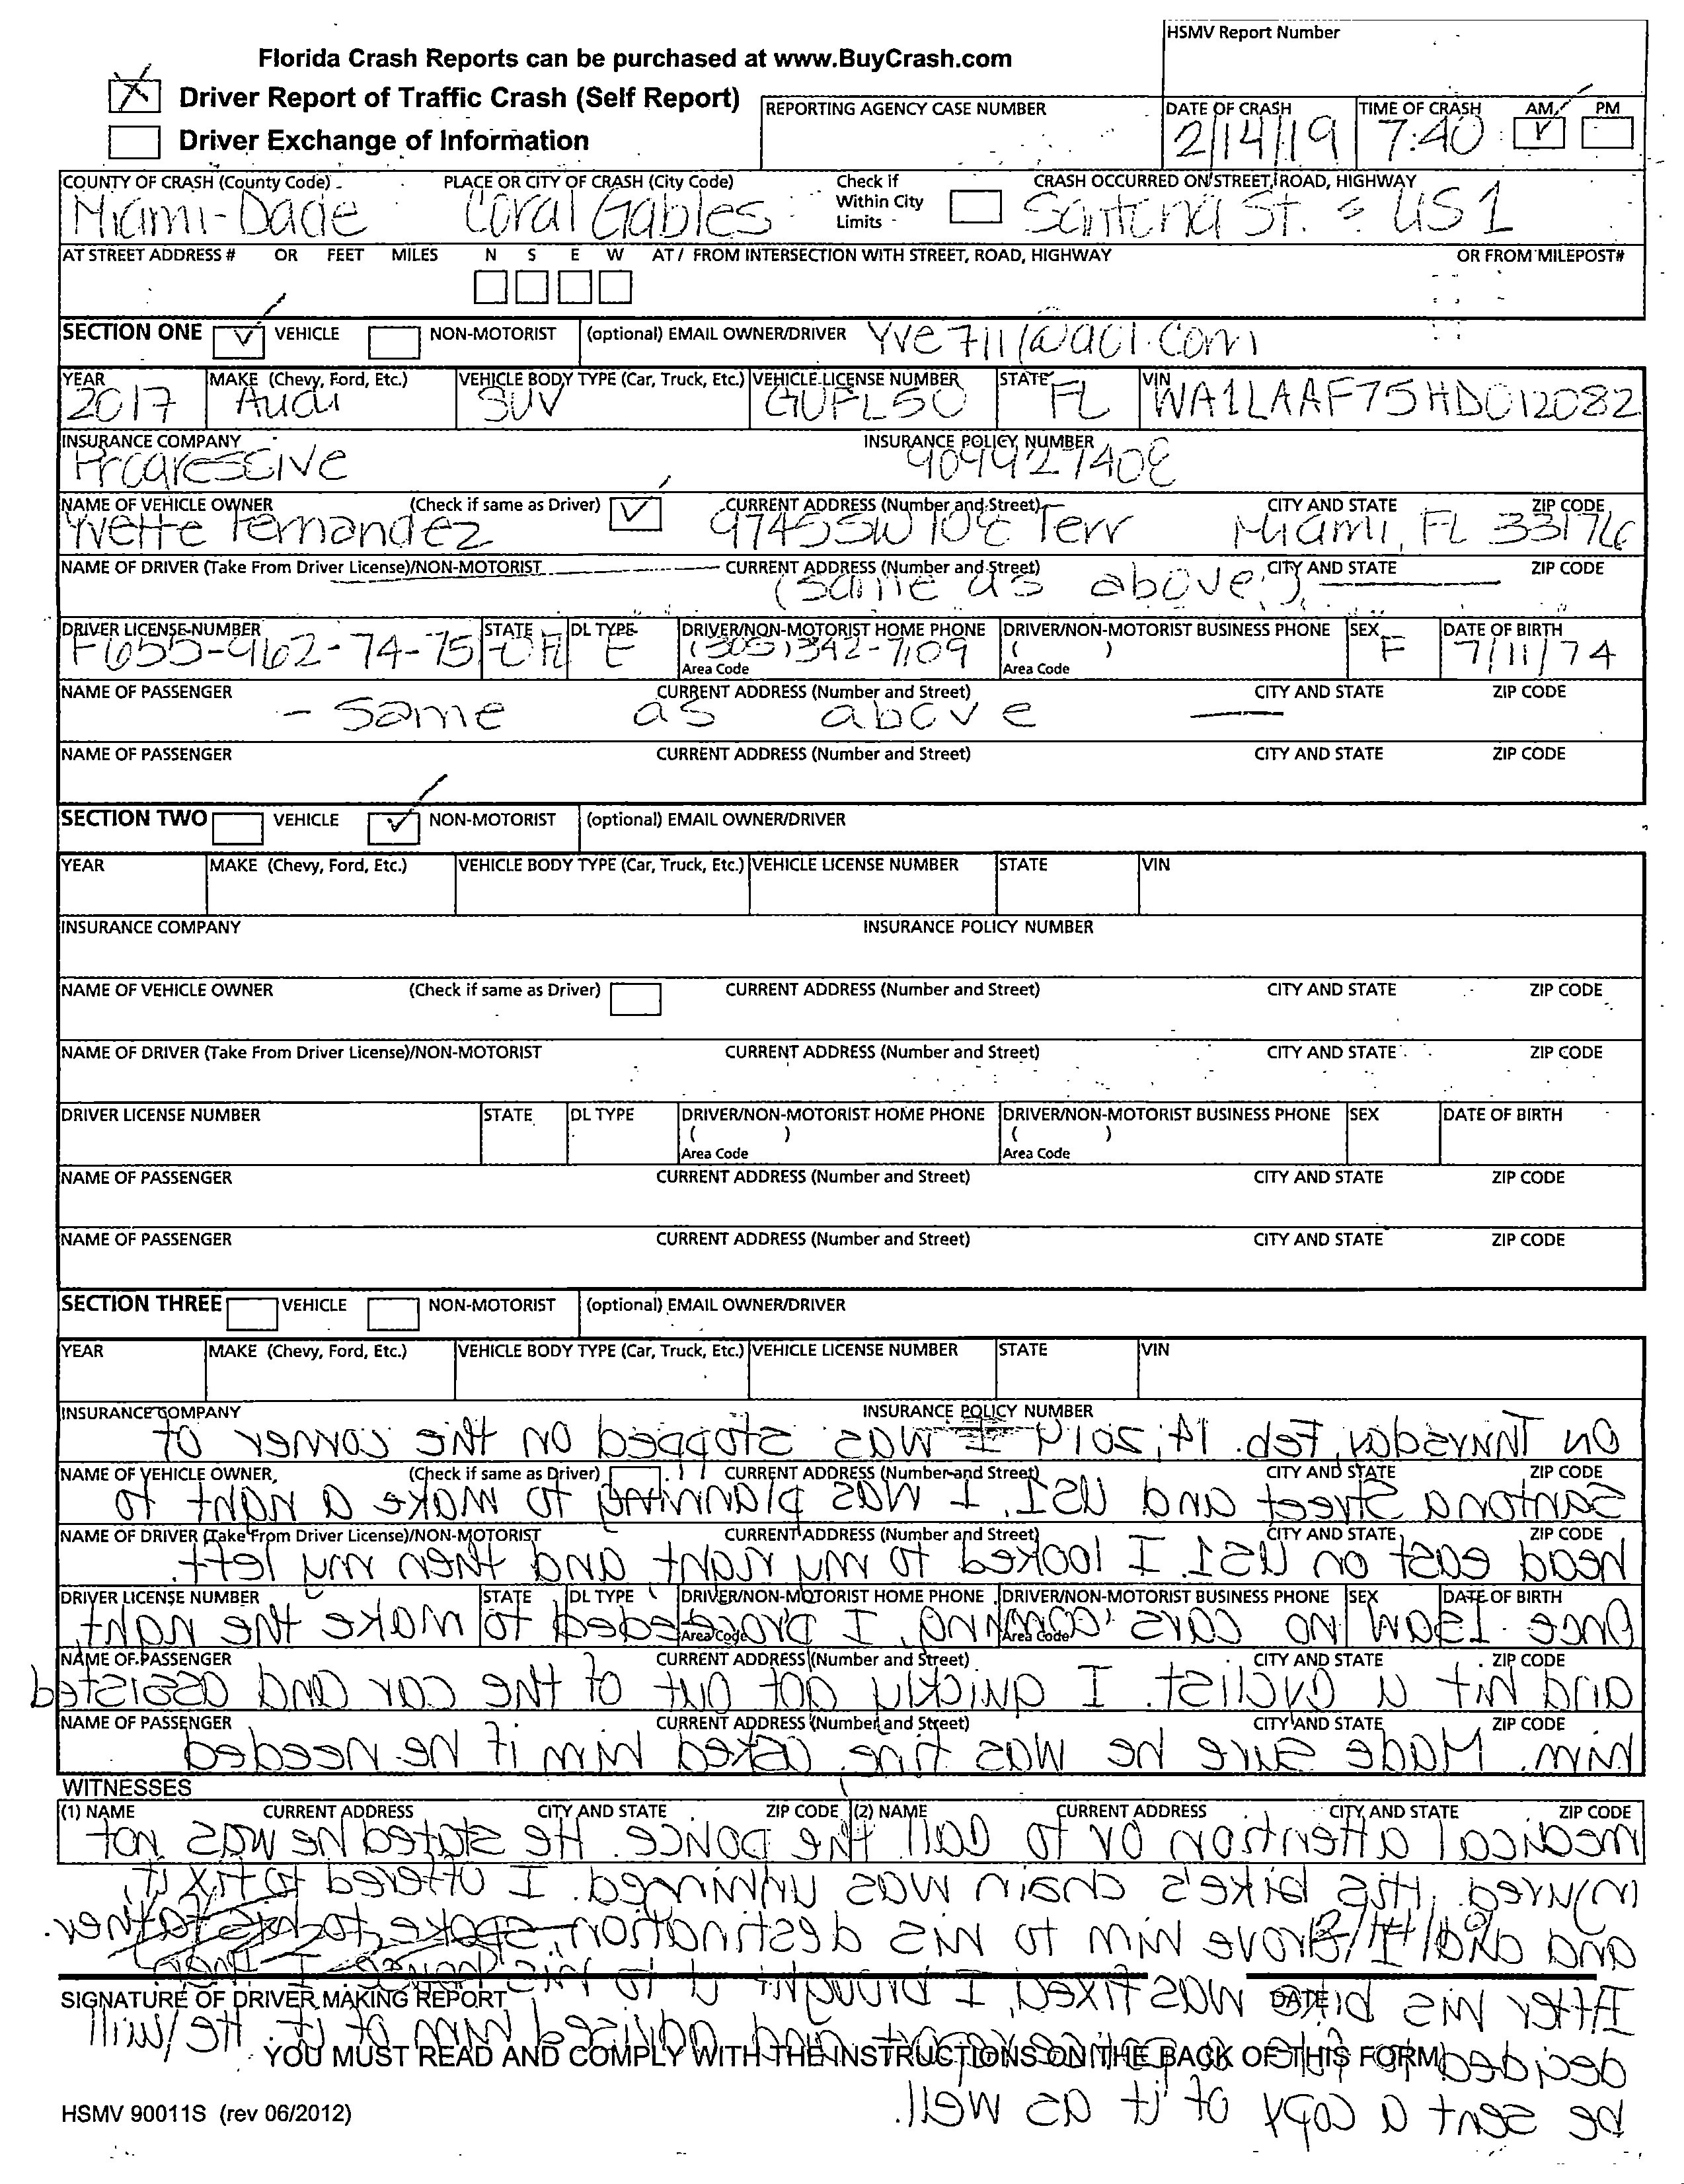 HSMV Report Number
Florida Crash Reports can be purchased at www.BuyCrash.com
X Driver Report of Traffic Crash (Self Report)
Driver Exchange of Information
REPORTING AGENCY CASE NUMBER
DATE OF CRASH TIME OF CRASH AM PM
2/14/19 7:40
COUNTY OF CRASH (County Code) PLACE OR CITY OF CRASH (City Code) Check if Within City Limits CRASH OCCURRED ON STREET, ROAD, HIGHWAY
Miami-Dade Coral Gables Santona St. & US 1
AT STREET ADDRESS # OR FEET MILES N S E W AT / FROM INTERSECTION WITH STREET, ROAD, HIGHWAY OR FROM MILEPOST#
SECTION ONE VEHICLE NON-MOTORIST (optional) EMAIL OWNER/DRIVER Yve711@aol.com
YEAR MAKE (Chevy, Ford, Etc.) VEHICLE BODY TYPE (Car, Truck, Etc.) VEHICLE LICENSE NUMBER STATE VIN
2017 Audi SUV GUFL50 FL WA1LAAF75HD012082
INSURANCE COMPANY INSURANCE POLICY NUMBER
Progressive 909927408
NAME OF VEHICLE OWNER (Check if same as Driver) CURRENT ADDRESS (Number and Street) CITY AND STATE ZIP CODE
Yvette Fernandez 9745 SW 108 Terr Miami, FL 33176
NAME OF DRIVER (Take From Driver License)/NON-MOTORIST CURRENT ADDRESS (Number and Street) CITY AND STATE ZIP CODE
(same as above)
DRIVER LICENSE NUMBER STATE DL TYPE DRIVER/NON-MOTORIST HOME PHONE DRIVER/NON-MOTORIST BUSINESS PHONE SEX DATE OF BIRTH
F655-962-74-751-0 FL E (305) 342-7109 ( ) F 7/11/74
Area Code Area Code
NAME OF PASSENGER CURRENT ADDRESS (Number and Street) CITY AND STATE ZIP CODE
- same as above —
NAME OF PASSENGER CURRENT ADDRESS (Number and Street) CITY AND STATE ZIP CODE
SECTION TWO VEHICLE NON-MOTORIST (optional) EMAIL OWNER/DRIVER
YEAR MAKE (Chevy, Ford, Etc.) VEHICLE BODY TYPE (Car, Truck, Etc.) VEHICLE LICENSE NUMBER STATE VIN
INSURANCE COMPANY INSURANCE POLICY NUMBER
NAME OF VEHICLE OWNER (Check if same as Driver) CURRENT ADDRESS (Number and Street) CITY AND STATE ZIP CODE
NAME OF DRIVER (Take From Driver License)/NON-MOTORIST CURRENT ADDRESS (Number and Street) CITY AND STATE ZIP CODE
DRIVER LICENSE NUMBER STATE DL TYPE DRIVER/NON-MOTORIST HOME PHONE DRIVER/NON-MOTORIST BUSINESS PHONE SEX DATE OF BIRTH
( ) ( )
Area Code Area Code
NAME OF PASSENGER CURRENT ADDRESS (Number and Street) CITY AND STATE ZIP CODE
NAME OF PASSENGER CURRENT ADDRESS (Number and Street) CITY AND STATE ZIP CODE
SECTION THREE VEHICLE NON-MOTORIST (optional) EMAIL OWNER/DRIVER
YEAR MAKE (Chevy, Ford, Etc.) VEHICLE BODY TYPE (Car, Truck, Etc.) VEHICLE LICENSE NUMBER STATE VIN
INSURANCE COMPANY INSURANCE POLICY NUMBER
On Thursday, Feb. 14, 2019 I was stopped on the corner of
NAME OF VEHICLE OWNER (Check if same as Driver) CURRENT ADDRESS (Number and Street) CITY AND STATE ZIP CODE
Santona Street and US1. I was planning to make a right to
NAME OF DRIVER (Take From Driver License)/NON-MOTORIST CURRENT ADDRESS (Number and Street) CITY AND STATE ZIP CODE
head east on US1. I looked to my right and then my left.
DRIVER LICENSE NUMBER STATE DL TYPE DRIVER/NON-MOTORIST HOME PHONE DRIVER/NON-MOTORIST BUSINESS PHONE SEX DATE OF BIRTH
Once I saw no cars coming, I proceeded to make the right,
Area Code Area Code
NAME OF PASSENGER CURRENT ADDRESS (Number and Street) CITY AND STATE ZIP CODE
and hit a cyclist. I quickly got out of the car and assisted
NAME OF PASSENGER CURRENT ADDRESS (Number and Street) CITY AND STATE ZIP CODE
him. Made sure he was fine. asked him if he needed
WITNESSES
(1) NAME CURRENT ADDRESS CITY AND STATE ZIP CODE (2) NAME CURRENT ADDRESS CITY AND STATE ZIP CODE
medical attention or to call the police. He stated he was not
injured. His bike's chain was unhinged. I offered to fix it,
and drove him to his destination, spoke to his father.
After his bike was fixed, I brought it to his house. I
SIGNATURE OF DRIVER MAKING REPORT DATE
decided to file a police report and advised him of it. He will
YOU MUST READ AND COMPLY WITH THE INSTRUCTIONS ON THE BACK OF THIS FORM
be sent a copy of it as well.
HSMV 90011S (rev 06/2012)